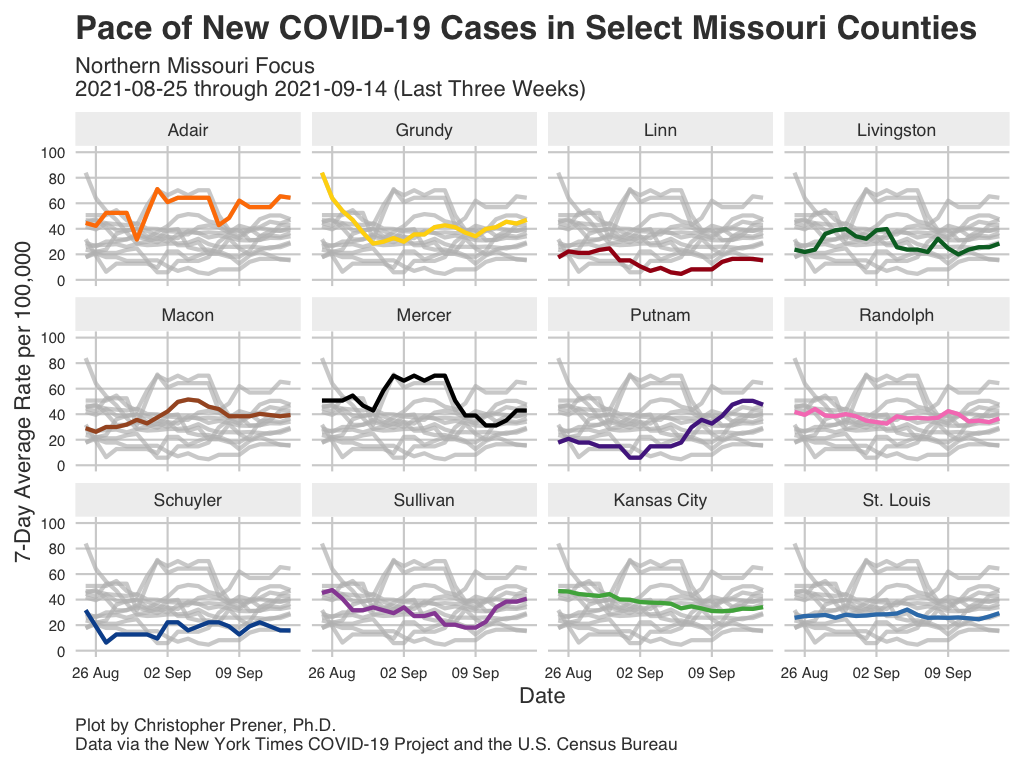 Pace of New COVID-19 Cases in Select Missouri Counties
Northern Missouri Focus
2021-08-25 through 2021-09-14 (Last Three Weeks)
Adair
Grundy
Linn
Livingston
100
80
60
40
20
0
Macon
Mercer
Putnam
Randolph
100
80
60
40
20
0
Schuyler
Sullivan
Kansas City
St. Louis
100
80
60
40
20
0
7-Day Average Rate per 100,000
26 Aug
02 Sep
09 Sep
26 Aug
02 Sep
09 Sep
26 Aug
02 Sep
09 Sep
26 Aug
02 Sep
09 Sep
Date
Plot by Christopher Prener, Ph.D.
Data via the New York Times COVID-19 Project and the U.S. Census Bureau